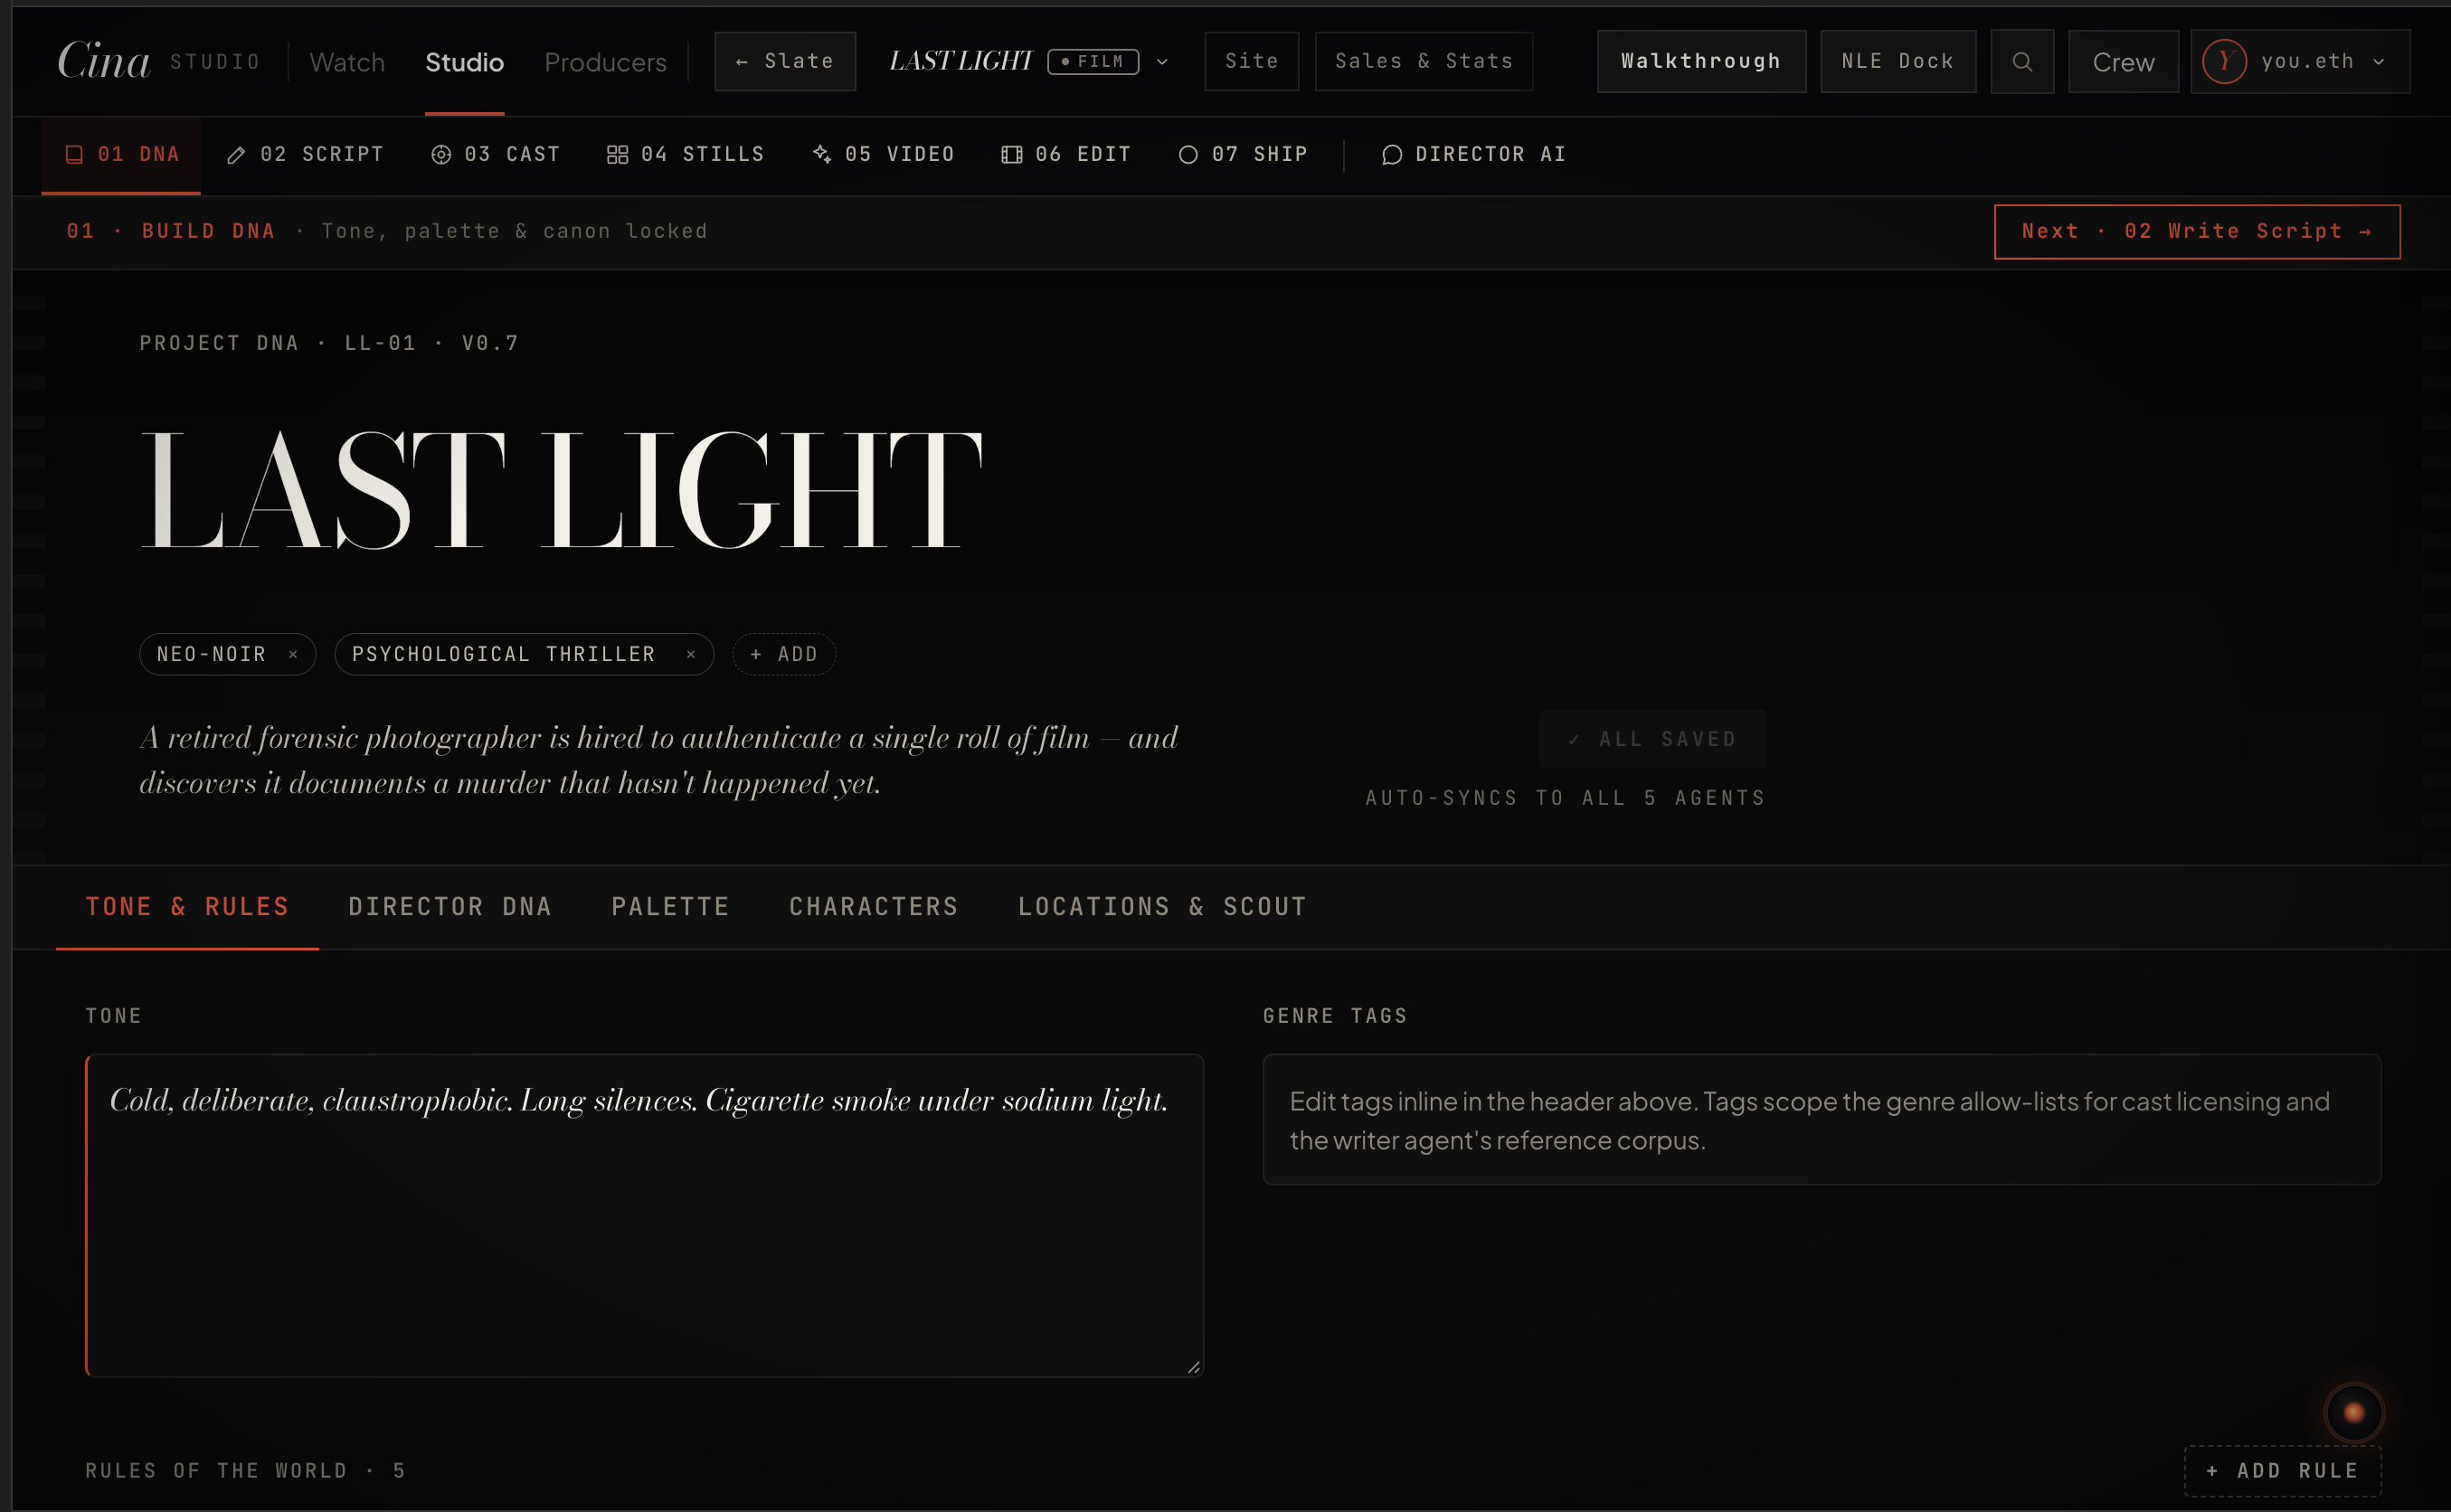 Cina STUDIO Watch Studio Producers ← Slate LAST LIGHT • FILM Site Sales & Stats Walkthrough NLE Dock Crew Y you.eth
01 DNA 02 SCRIPT 03 CAST 04 STILLS 05 VIDEO 06 EDIT 07 SHIP DIRECTOR AI
01 · BUILD DNA · Tone, palette & canon locked Next · 02 Write Script →
PROJECT DNA · LL-01 · V0.7
LAST LIGHT
NEO-NOIR × PSYCHOLOGICAL THRILLER × + ADD
A retired forensic photographer is hired to authenticate a single roll of film — and
discovers it documents a murder that hasn't happened yet.
✓ ALL SAVED
AUTO-SYNCS TO ALL 5 AGENTS
TONE & RULES DIRECTOR DNA PALETTE CHARACTERS LOCATIONS & SCOUT
TONE
Cold, deliberate, claustrophobic. Long silences. Cigarette smoke under sodium light.
GENRE TAGS
Edit tags inline in the header above. Tags scope the genre allow-lists for cast licensing and
the writer agent's reference corpus.
RULES OF THE WORLD · 5 + ADD RULE